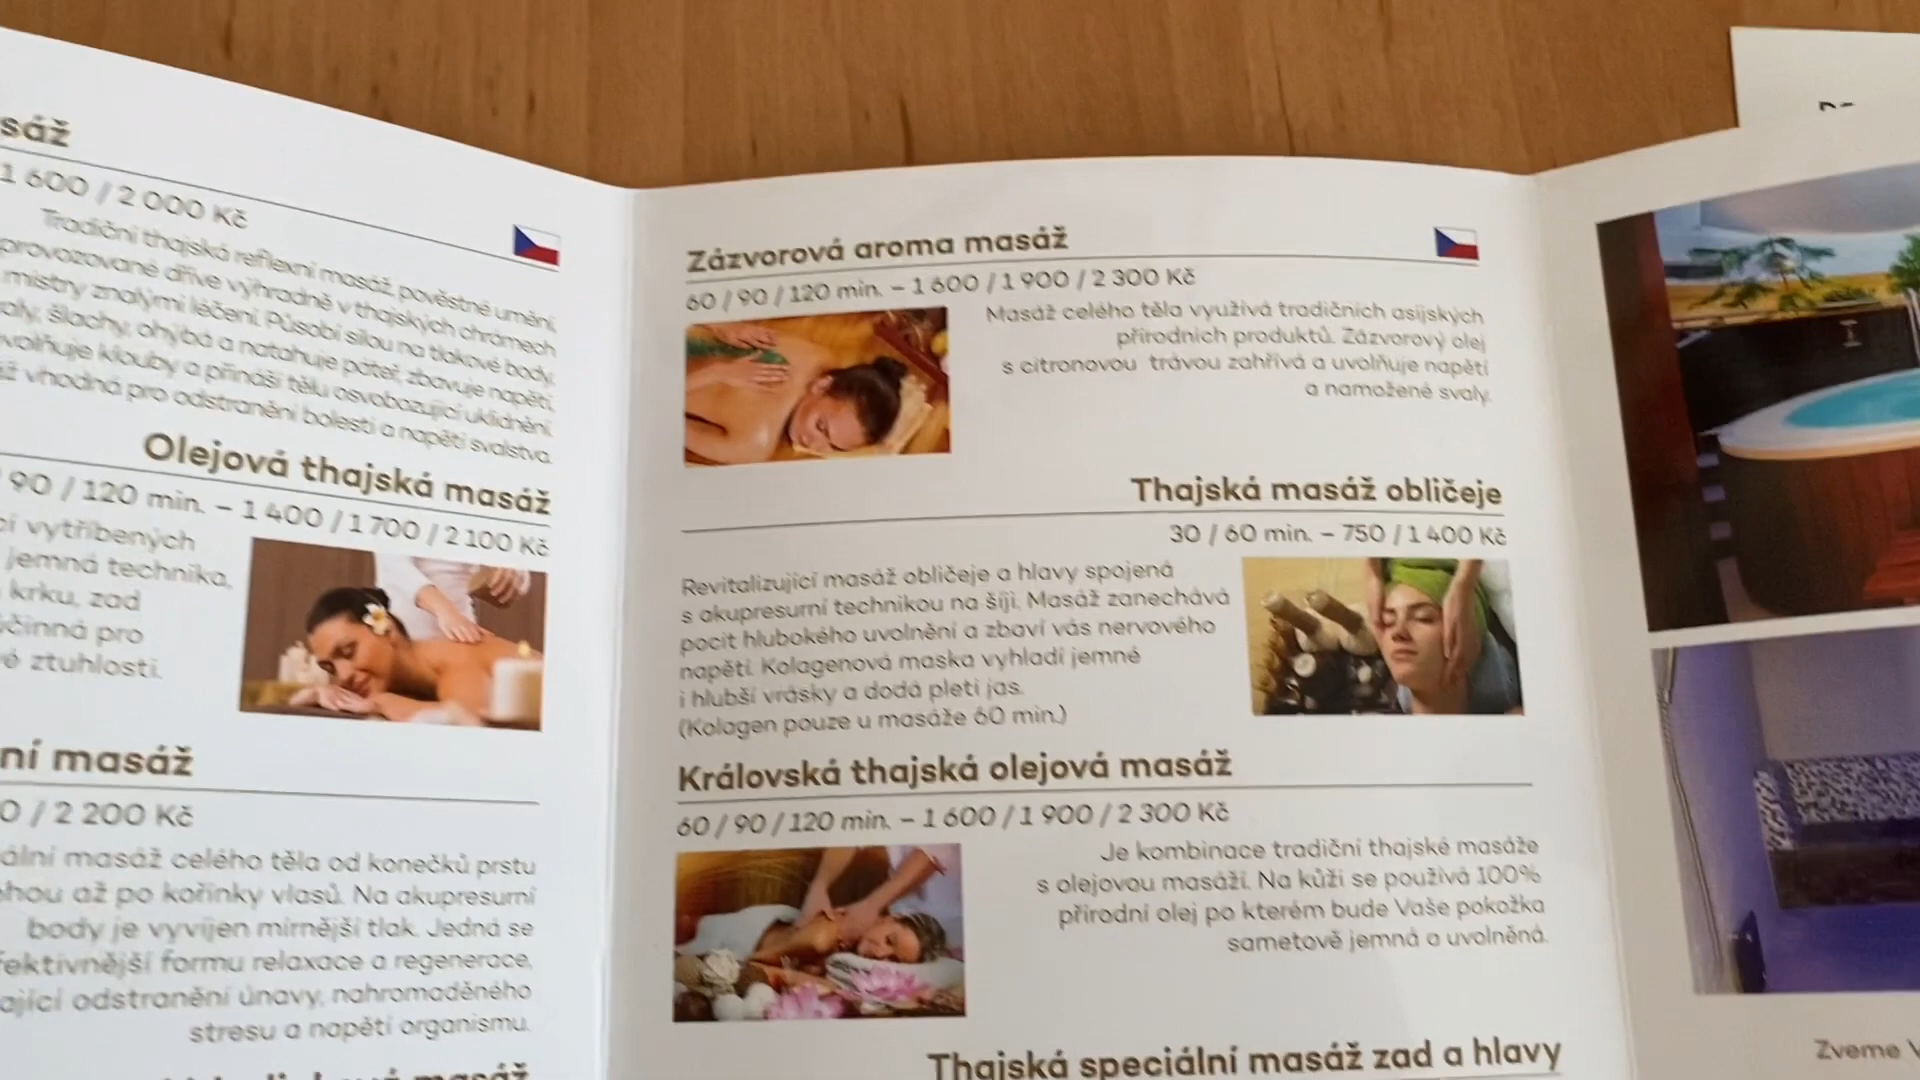 sáž
1 600 / 2 000 Kč
Tradiční thajská reflexní masáž, pověstné umění,
provozované dříve výhradně v thajských chrámech
mistry znalými léčení. Působí silou na tlakové body,
šlachy, ohýbá a natahuje páteř, zbavuje napětí,
klouby a přináší tělu osvobozující uklidnění.
vhodná pro odstranění bolesti a napětí svalstva.
Olejová thajská masáž
90 / 120 min. – 1 400 / 1 700 / 2 100 Kč
vytříbených
jemná technika,
krku, zad
účinná pro
ztuhlosti.
ní masáž
0 / 2 200 Kč
ální masáž celého těla od konečků prstu
až po kořínky vlasů. Na akupresurní
body je vyvíjen mírnější tlak. Jedná se
fektivnější formu relaxace a regenerace,
ající odstranění únavy, nahromaděného
stresu a napětí organismu.
masáž
Zázvorová aroma masáž
60 / 90 / 120 min. – 1 600 / 1 900 / 2 300 Kč
Masáž celého těla využívá tradičních asijských
přírodních produktů. Zázvorový olej
s citronovou trávou zahřívá a uvolňuje napětí
a namožené svaly.
Thajská masáž obličeje
30 / 60 min. – 750 / 1 400 Kč
Revitalizující masáž obličeje a hlavy spojená
s akupresurní technikou na šíji. Masáž zanechává
pocit hlubokého uvolnění a zbaví vás nervového
napětí. Kolagenová maska vyhladí jemné
i hlubší vrásky a dodá pleti jas.
(Kolagen pouze u masáže 60 min.)
Královská thajská olejová masáž
60 / 90 / 120 min. – 1 600 / 1 900 / 2 300 Kč
Je kombinace tradiční thajské masáže
s olejovou masáží. Na kůži se používá 100%
přírodní olej po kterém bude Vaše pokožka
sametově jemná a uvolněná.
Thajská speciální masáž zad a hlavy
Zveme V